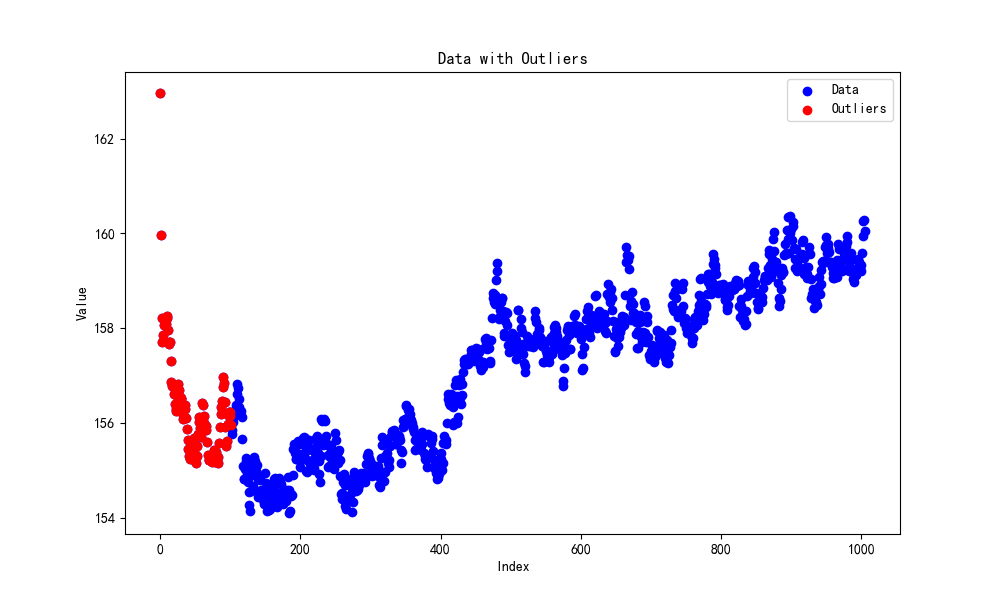 Data with Outliers
Data
Outliers
162
160
158
156
154
Value
0 200 400 600 800 1000
Index